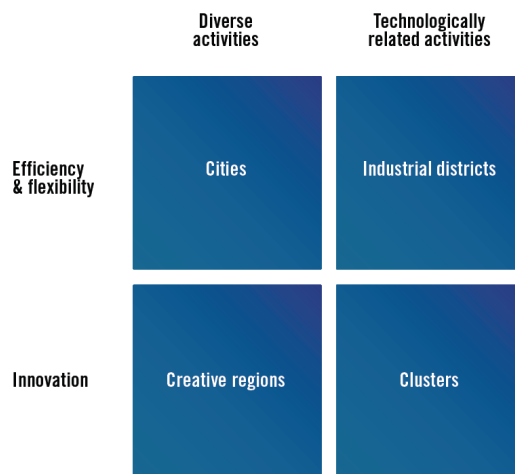 Diverse
activities
Technologically
related activities
Efficiency
& flexibility
Cities
Industrial districts
Innovation
Creative regions
Clusters